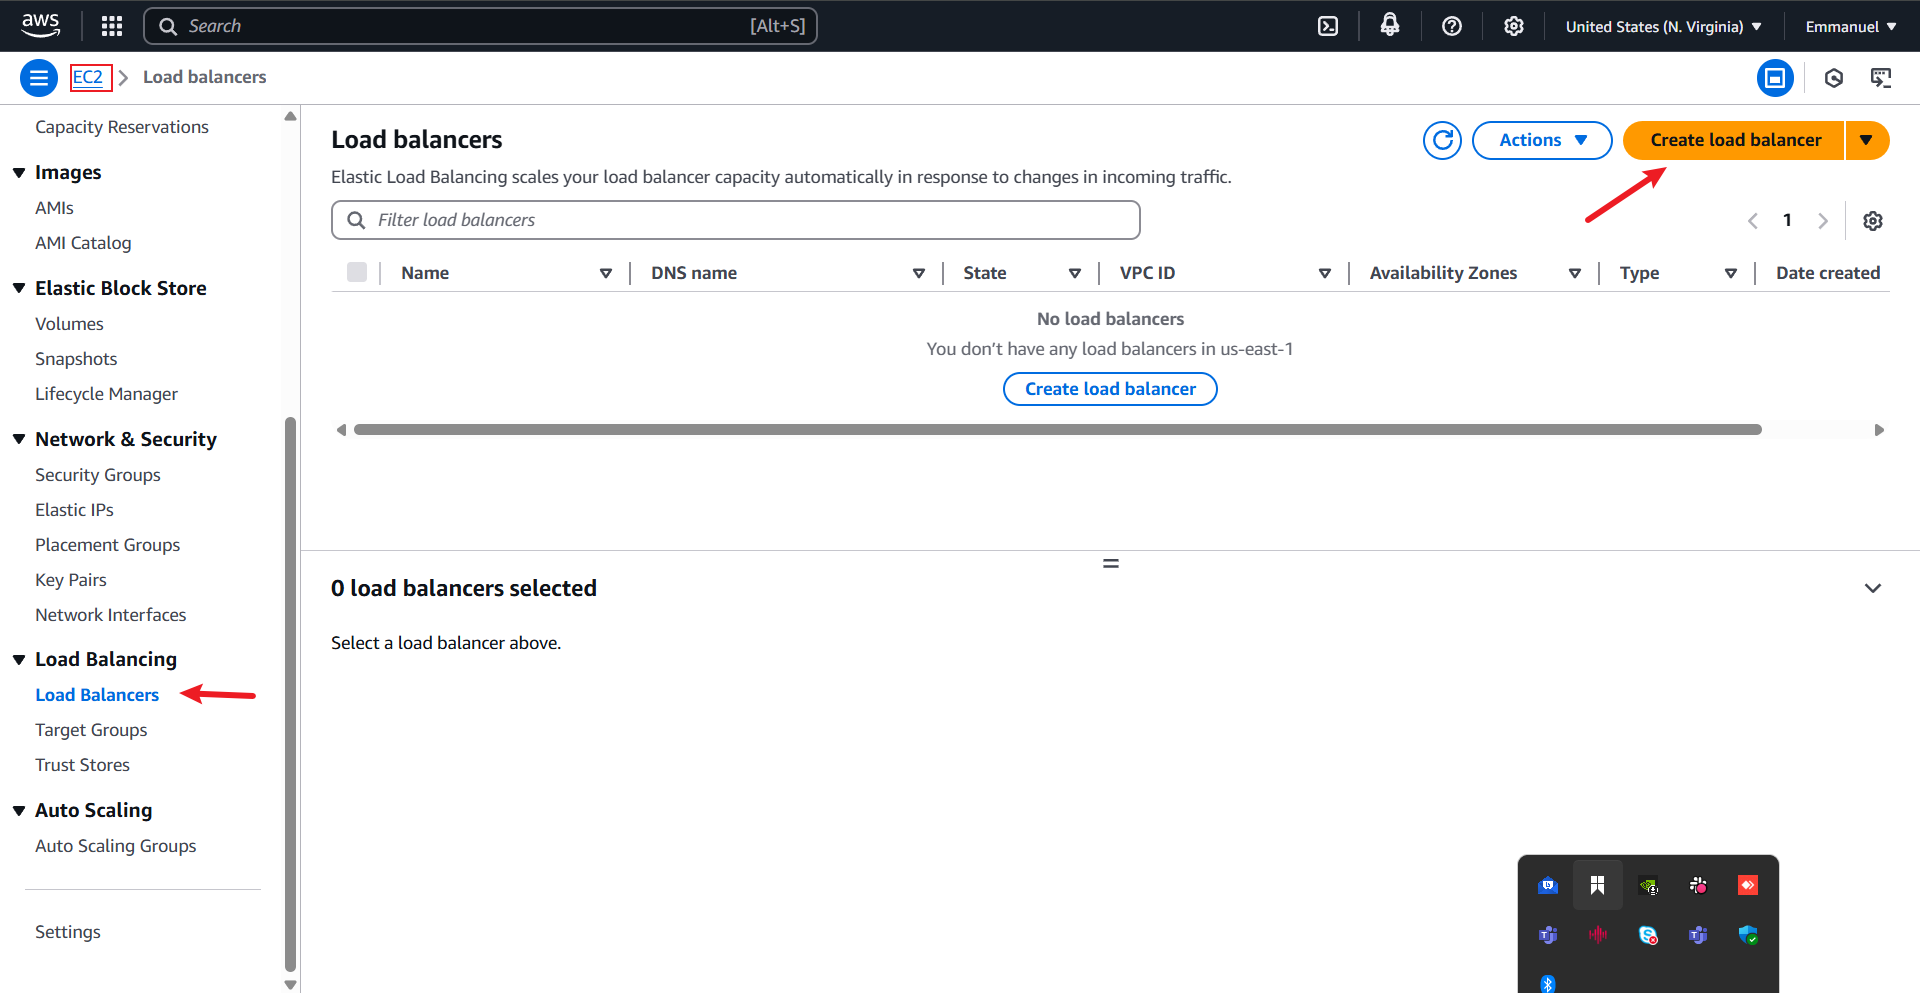 aws
Search
[Alt+S]
United States (N. Virginia)
Emmanuel
EC2
Load balancers
Capacity Reservations
Images
AMIs
AMI Catalog
Elastic Block Store
Volumes
Snapshots
Lifecycle Manager
Network & Security
Security Groups
Elastic IPs
Placement Groups
Key Pairs
Network Interfaces
Load Balancing
Load Balancers
Target Groups
Trust Stores
Auto Scaling
Auto Scaling Groups
Settings
Load balancers
Actions
Create load balancer
Elastic Load Balancing scales your load balancer capacity automatically in response to changes in incoming traffic.
Filter load balancers
1
Name
DNS name
State
VPC ID
Availability Zones
Type
Date created
No load balancers
You don’t have any load balancers in us-east-1
Create load balancer
0 load balancers selected
Select a load balancer above.